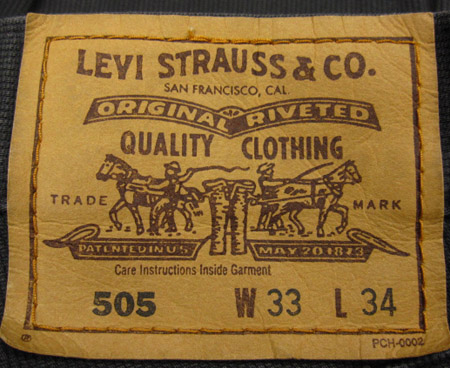 LEVI STRAUSS & CO.
SAN FRANCISCO, CAL.
ORIGINAL RIVETED
QUALITY CLOTHING
TRADE MARK
PATENTED IN U.S. MAY 20 1873
Care Instructions Inside Garment
505 W 33 L 34
PCH-0002